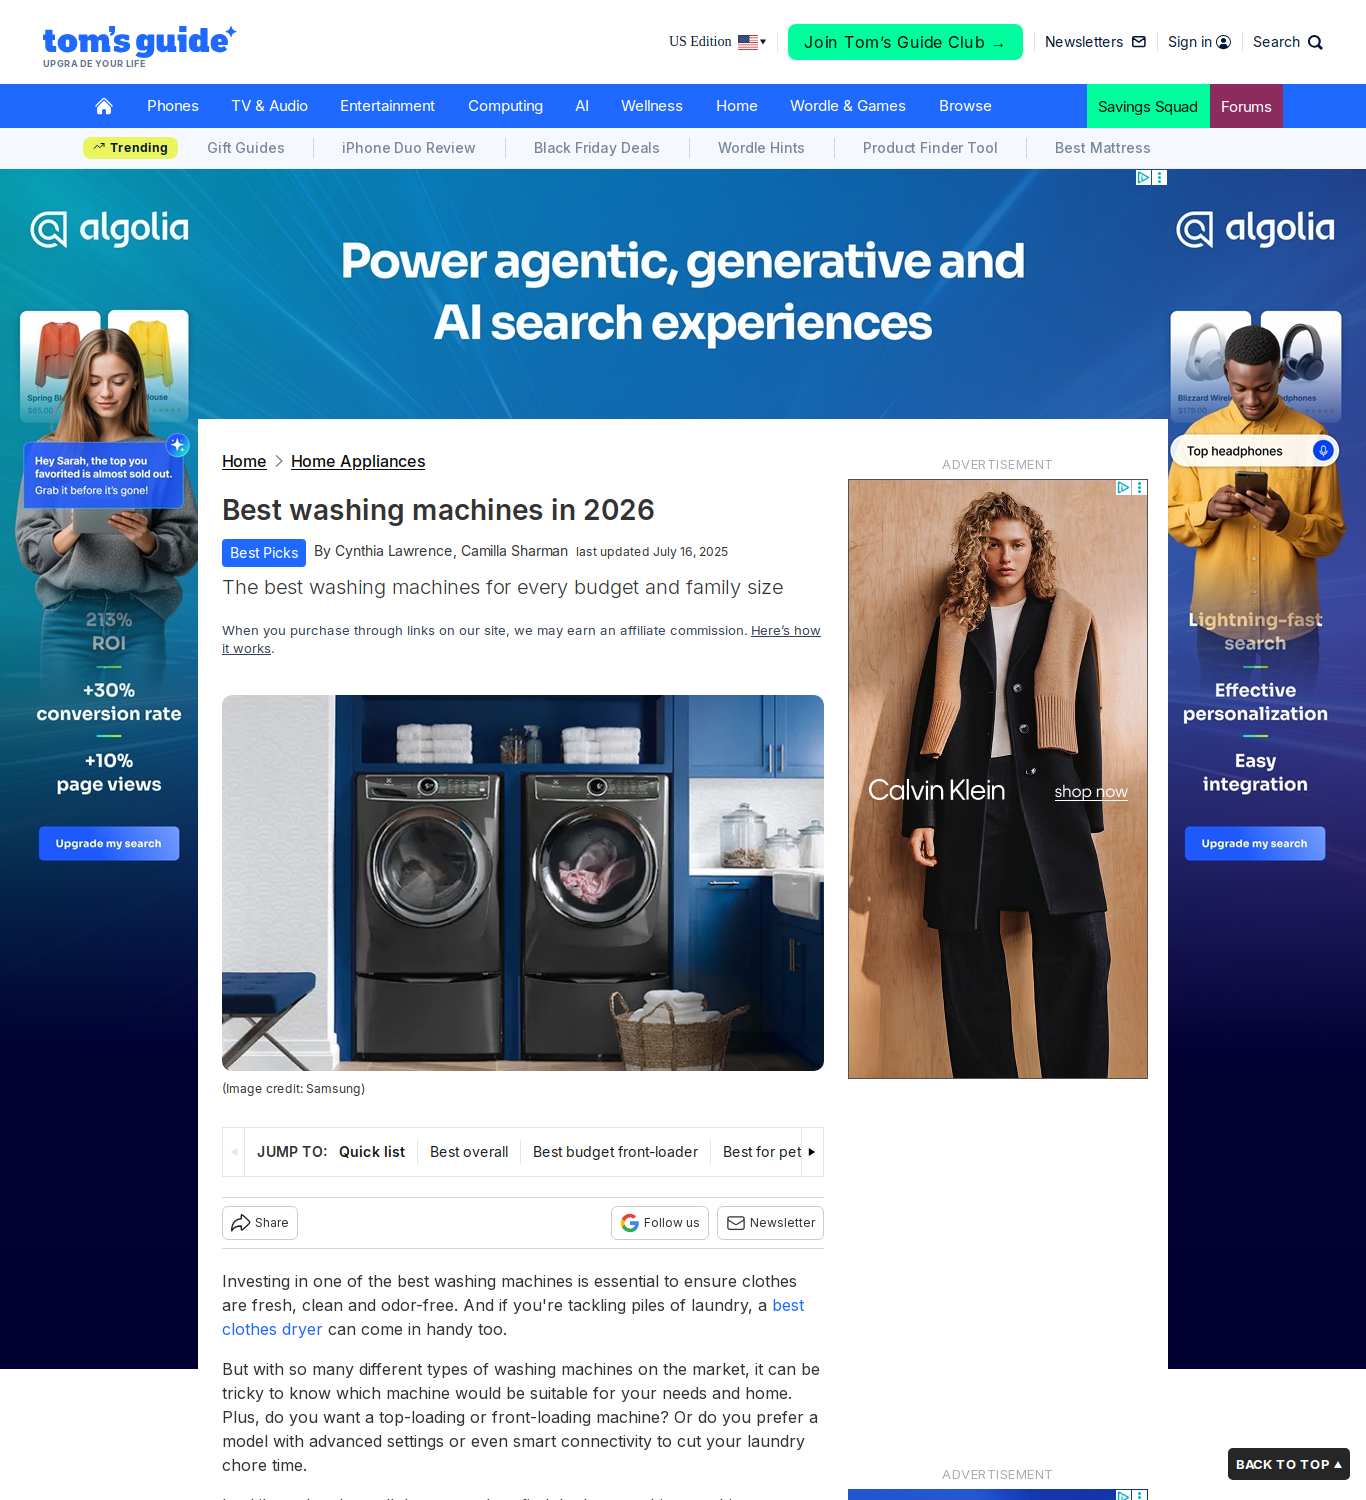 tom's guide
UPGRADE YOUR LIFE
US Edition
Join Tom's Guide Club →
Newsletters
Sign in
Search
Phones
TV & Audio
Entertainment
Computing
AI
Wellness
Home
Wordle & Games
Browse
Savings Squad
Forums
Trending
Gift Guides
iPhone Duo Review
Black Friday Deals
Wordle Hints
Product Finder Tool
Best Mattress
algolia
Power agentic, generative and
AI search experiences
algolia
Hey Sarah, the top you
favorited is almost sold out.
Grab it before it's gone!
213%
ROI
+30%
conversion rate
+10%
page views
Upgrade my search
Top headphones
Lightning-fast
search
Effective
personalization
Easy
integration
Upgrade my search
Home > Home Appliances
Best washing machines in 2026
Best Picks
By Cynthia Lawrence, Camilla Sharman last updated July 16, 2025
The best washing machines for every budget and family size
When you purchase through links on our site, we may earn an affiliate commission. Here's how
it works.
(Image credit: Samsung)
ADVERTISEMENT
Calvin Klein
shop now
JUMP TO: Quick list
Best overall
Best budget front-loader
Best for pet
Share
Follow us
Newsletter
Investing in one of the best washing machines is essential to ensure clothes
are fresh, clean and odor-free. And if you're tackling piles of laundry, a best
clothes dryer can come in handy too.
But with so many different types of washing machines on the market, it can be
tricky to know which machine would be suitable for your needs and home.
Plus, do you want a top-loading or front-loading machine? Or do you prefer a
model with advanced settings or even smart connectivity to cut your laundry
chore time.
ADVERTISEMENT
BACK TO TOP